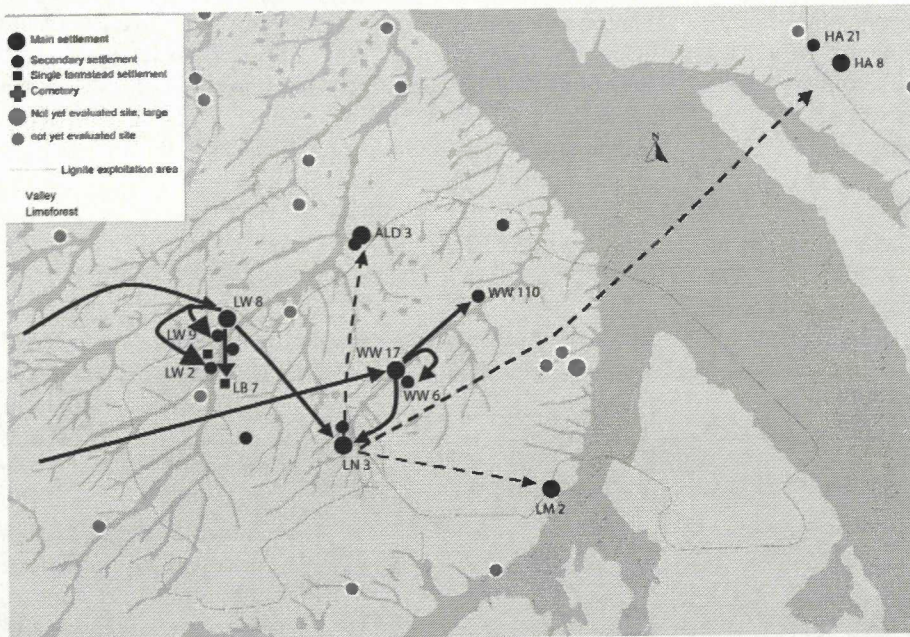 Main settlement
Secondary settlement
Single farmstead settlement
Cemetery
Not yet evaluated site, large
not yet evaluated site
Lignite exploitation area
Valley
Limeforest
N
HA 21
HA 8
ALD 3
WW 110
LW 8
LW 9
WW 17
LW 2
LB 7
WW 6
LN 3
LM 2